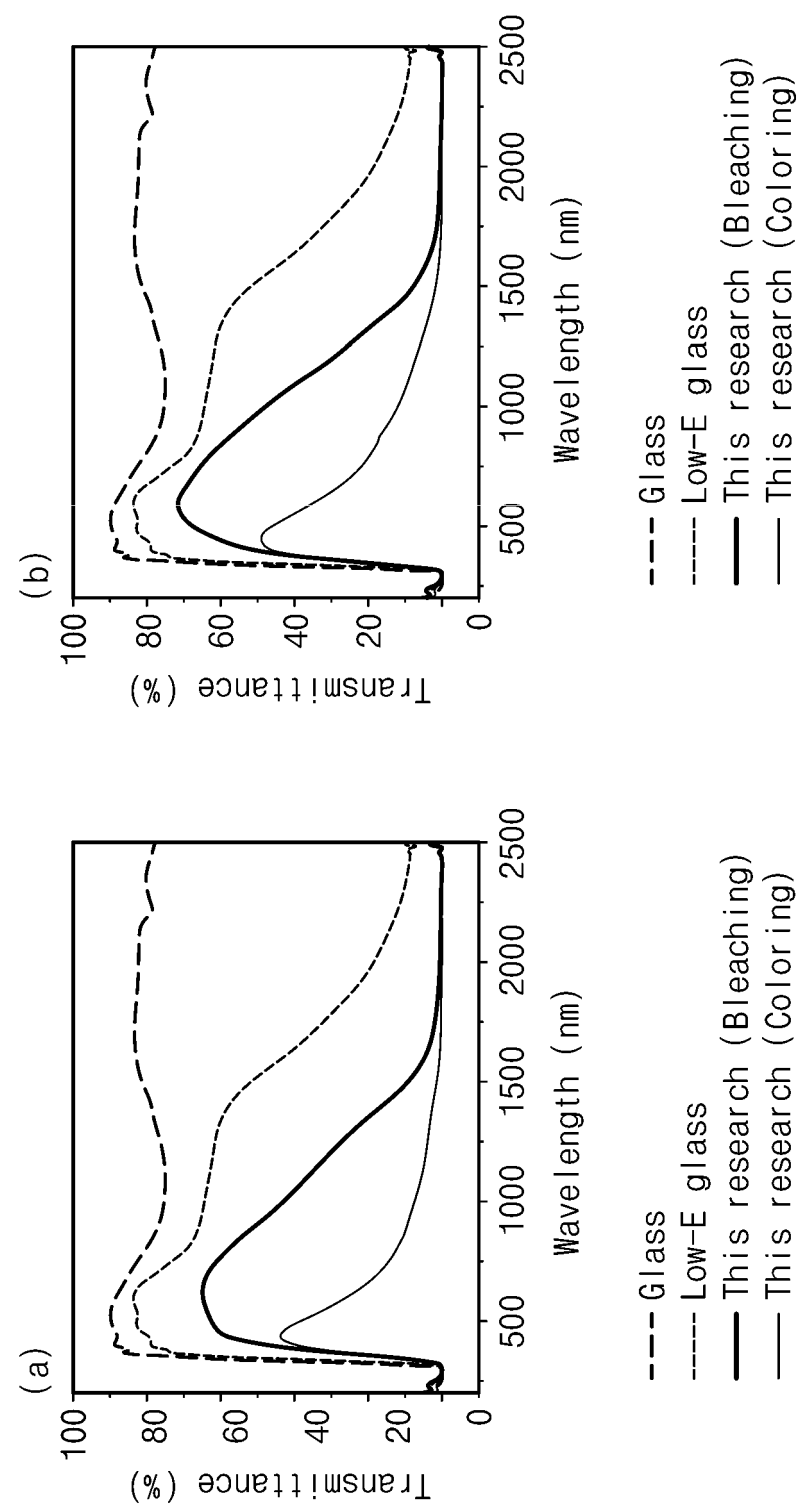 (a)
Transmittance (%)
100
80
60
40
20
0
500
1000
1500
2000
2500
Wavelength (nm)
Glass
Low-E glass
This research (Bleaching)
This research (Coloring)
(b)
Transmittance (%)
100
80
60
40
20
0
500
1000
1500
2000
2500
Wavelength (nm)
Glass
Low-E glass
This research (Bleaching)
This research (Coloring)